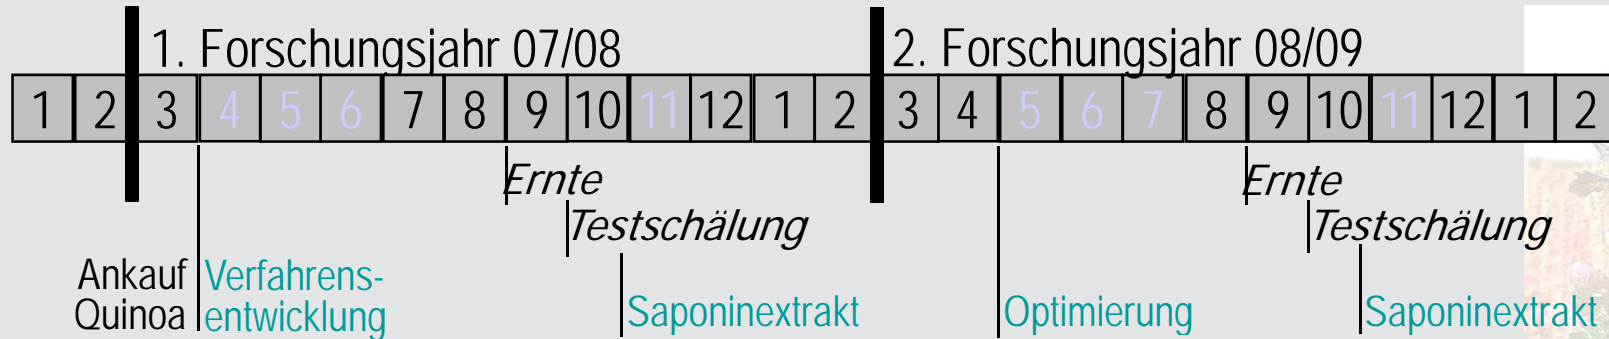 1. Forschungsjahr 07/08 2. Forschungsjahr 08/09
1 2 3 4 5 6 7 8 9 10 11 12 1 2 3 4 5 6 7 8 9 10 11 12 1 2
Ernte Ernte
Testschälung Testschälung
Ankauf Verfahrens-
Quinoa entwicklung Saponinextrakt Optimierung Saponinextrakt